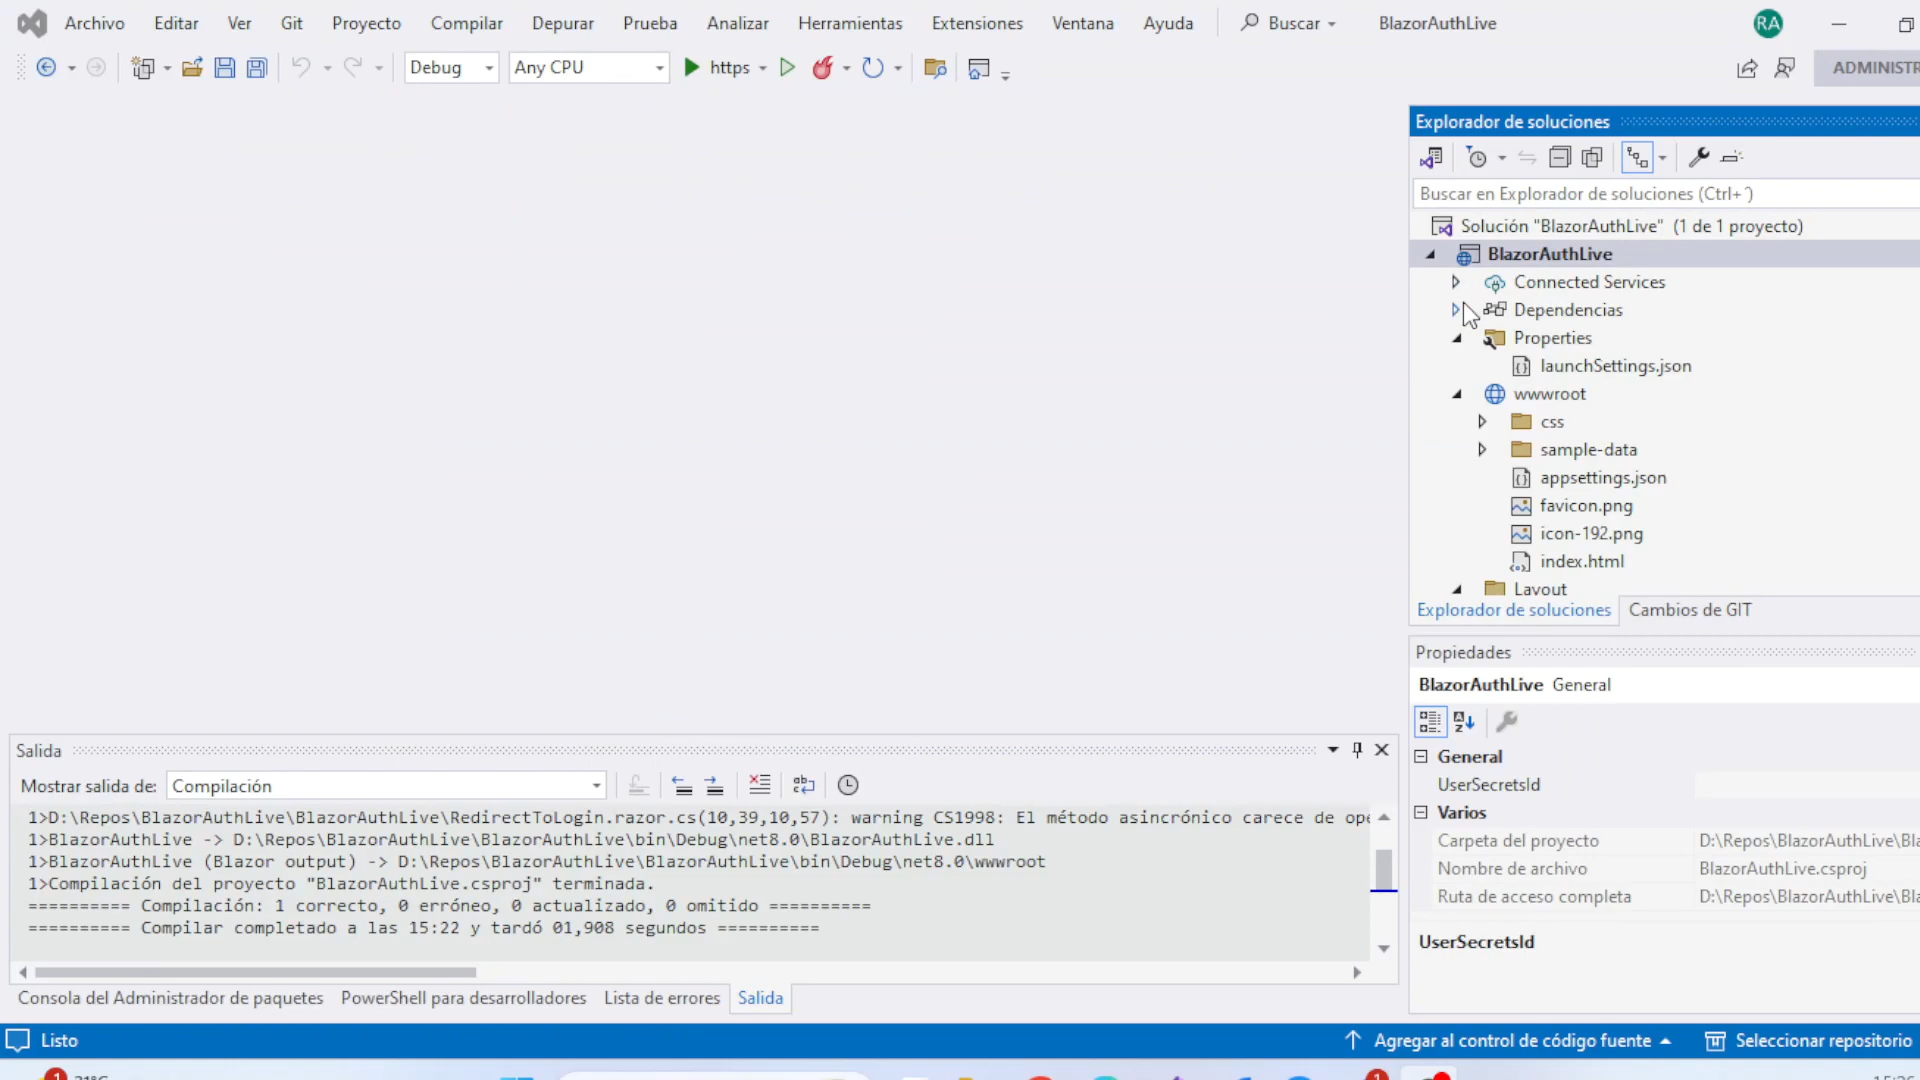 Archivo Editar Ver Git Proyecto Compilar Depurar Prueba Analizar Herramientas Extensiones Ventana Ayuda Buscar BlazorAuthLive RA
Debug Any CPU https ADMINISTR
Explorador de soluciones
Buscar en Explorador de soluciones (Ctrl+´)
Solución "BlazorAuthLive" (1 de 1 proyecto)
BlazorAuthLive
Connected Services
Dependencias
Properties
launchSettings.json
wwwroot
css
sample-data
appsettings.json
favicon.png
icon-192.png
index.html
Layout
Explorador de soluciones Cambios de GIT
Propiedades
BlazorAuthLive General
General
UserSecretsId
Varios
Carpeta del proyecto D:\Repos\BlazorAuthLive\Bla
Nombre de archivo BlazorAuthLive.csproj
Ruta de acceso completa D:\Repos\BlazorAuthLive\Bla
UserSecretsId
Salida
Mostrar salida de: Compilación
1>D:\Repos\BlazorAuthLive\BlazorAuthLive\RedirectToLogin.razor.cs(10,39,10,57): warning CS1998: El método asincrónico carece de ope
1>BlazorAuthLive -> D:\Repos\BlazorAuthLive\BlazorAuthLive\bin\Debug\net8.0\BlazorAuthLive.dll
1>BlazorAuthLive (Blazor output) -> D:\Repos\BlazorAuthLive\BlazorAuthLive\bin\Debug\net8.0\wwwroot
1>Compilación del proyecto "BlazorAuthLive.csproj" terminada.
========== Compilación: 1 correcto, 0 erróneo, 0 actualizado, 0 omitido ==========
========== Compilar completado a las 15:22 y tardó 01,908 segundos ==========
Consola del Administrador de paquetes PowerShell para desarrolladores Lista de errores Salida
Listo Agregar al control de código fuente Seleccionar repositorio
1 1